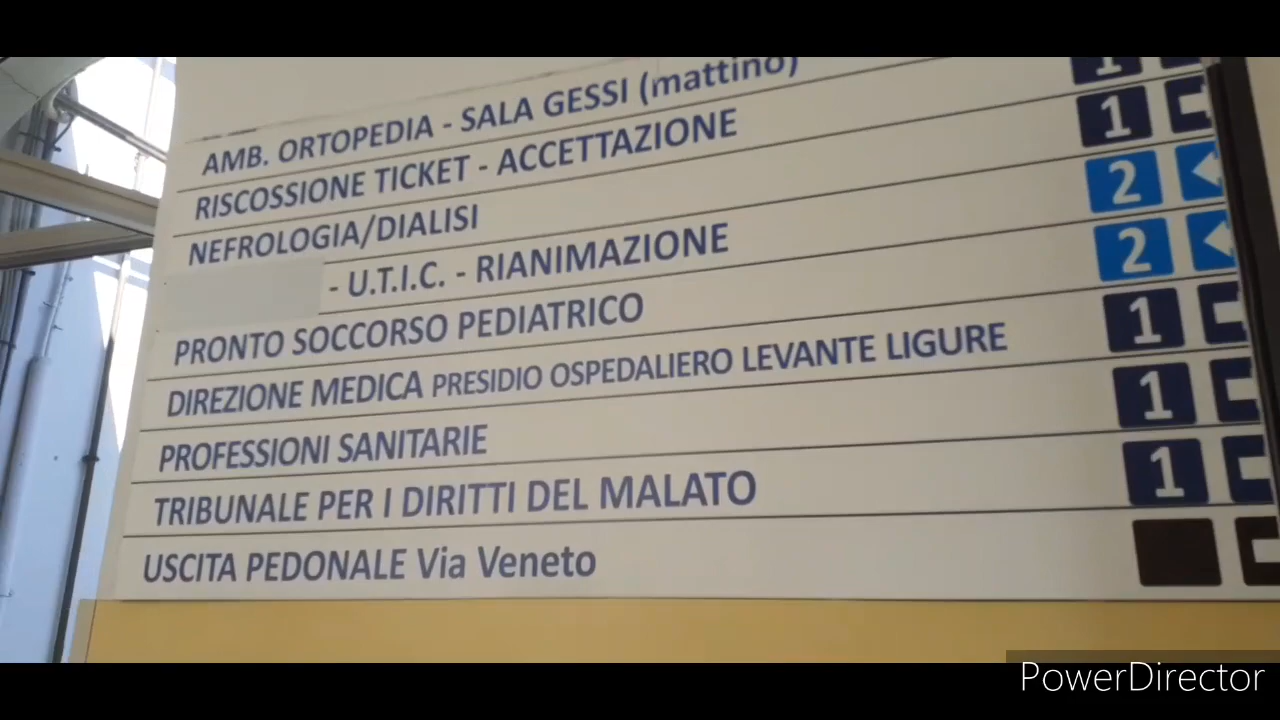 AMB. ORTOPEDIA - SALA GESSI (mattino) 1
RISCOSSIONE TICKET - ACCETTAZIONE 1
NEFROLOGIA/DIALISI 2
- U.T.I.C. - RIANIMAZIONE 2
PRONTO SOCCORSO PEDIATRICO 1
DIREZIONE MEDICA PRESIDIO OSPEDALIERO LEVANTE LIGURE 1
PROFESSIONI SANITARIE 1
TRIBUNALE PER I DIRITTI DEL MALATO
USCITA PEDONALE Via Veneto
PowerDirector